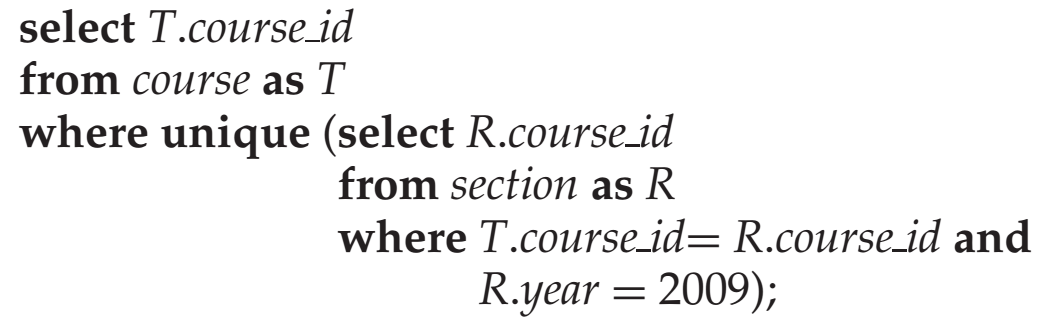 select T.course_id
from course as T
where unique (select R.course_id
from section as R
where T.course_id= R.course_id and
R.year = 2009);